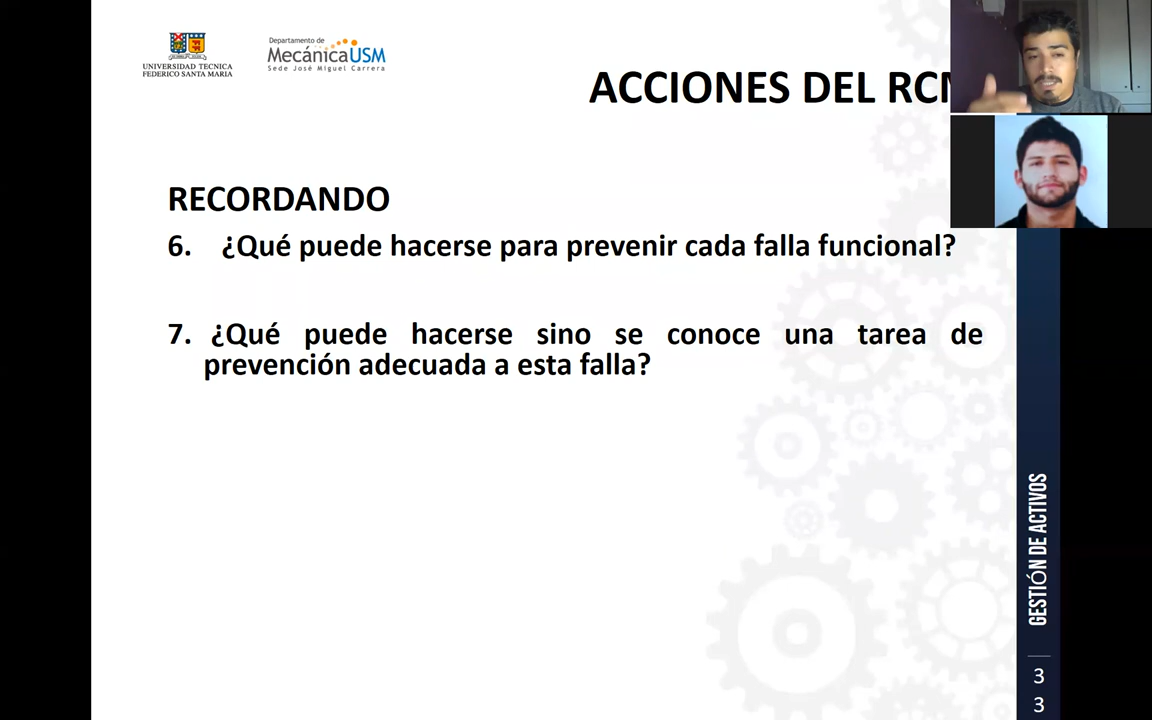 UNIVERSIDAD TECNICA
FEDERICO SANTA MARIA
Departamento de
MecánicaUSM
Sede José Miguel Carrera
ACCIONES DEL RCM
RECORDANDO
6. ¿Qué puede hacerse para prevenir cada falla funcional?
7. ¿Qué puede hacerse sino se conoce una tarea de
prevención adecuada a esta falla?
GESTIÓN DE ACTIVOS
3
3